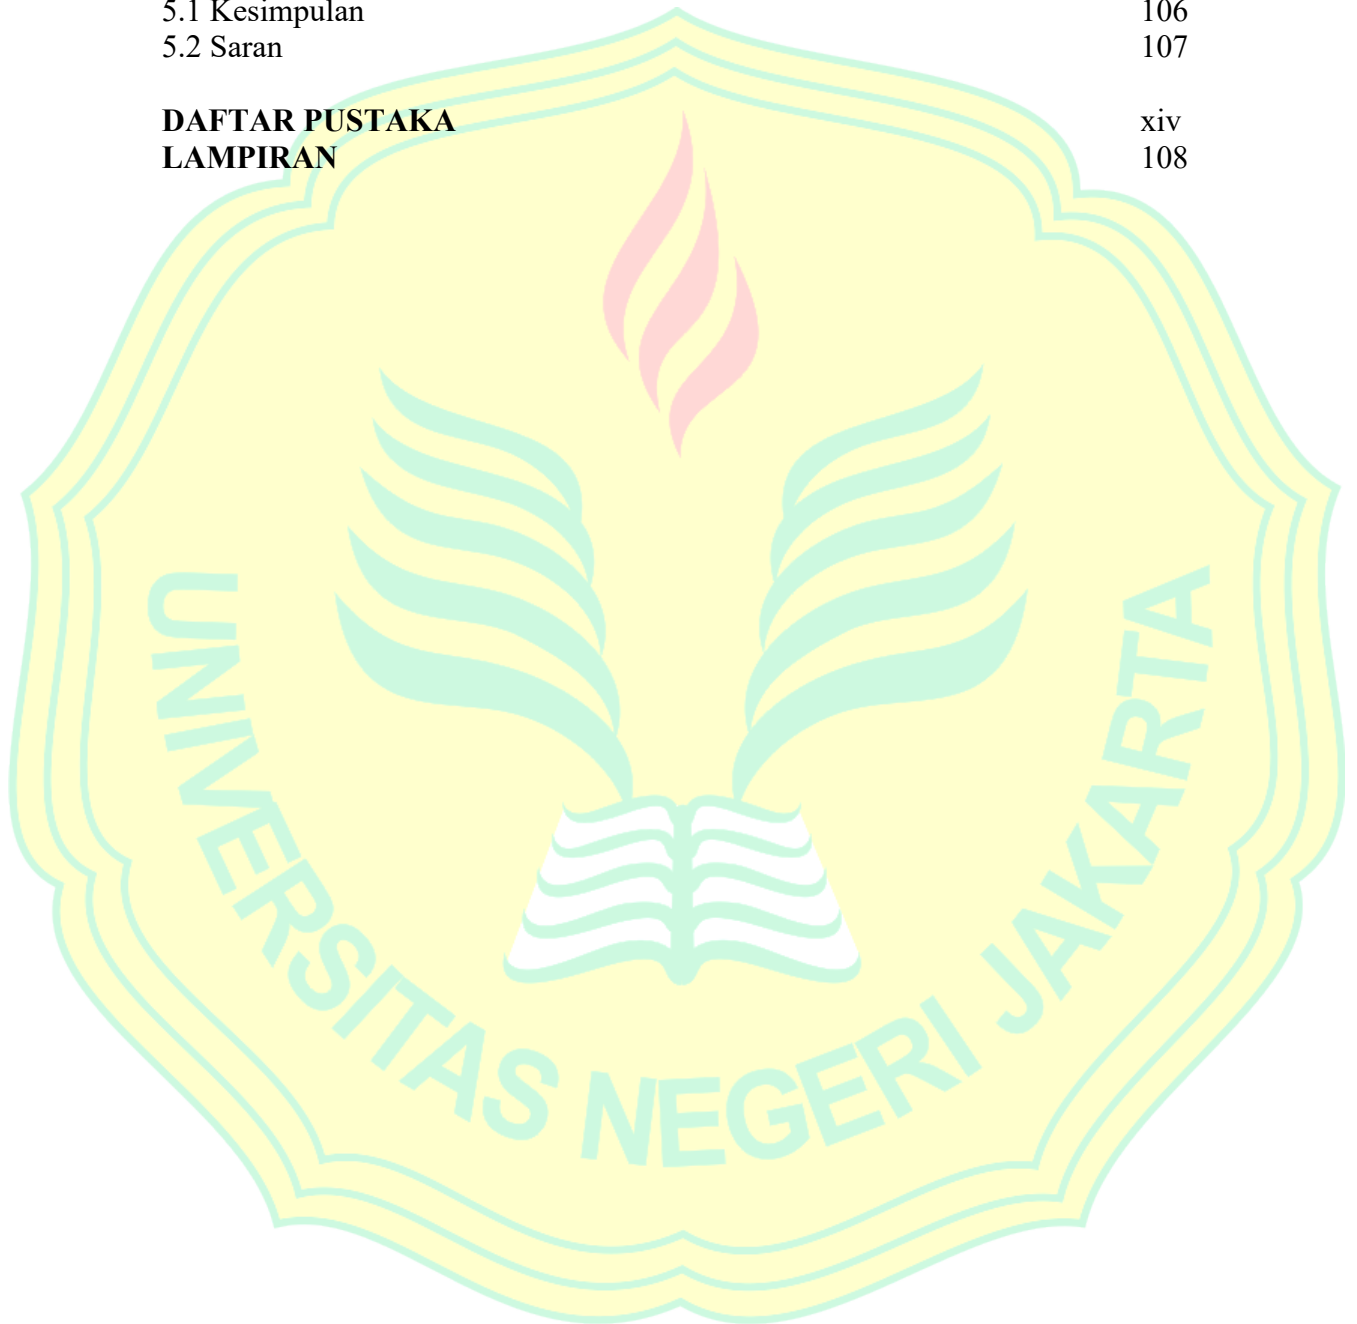 5.1 Kesimpulan 106
5.2 Saran 107
DAFTAR PUSTAKA xiv
LAMPIRAN 108
UNIVERSITAS NEGERI JAKARTA